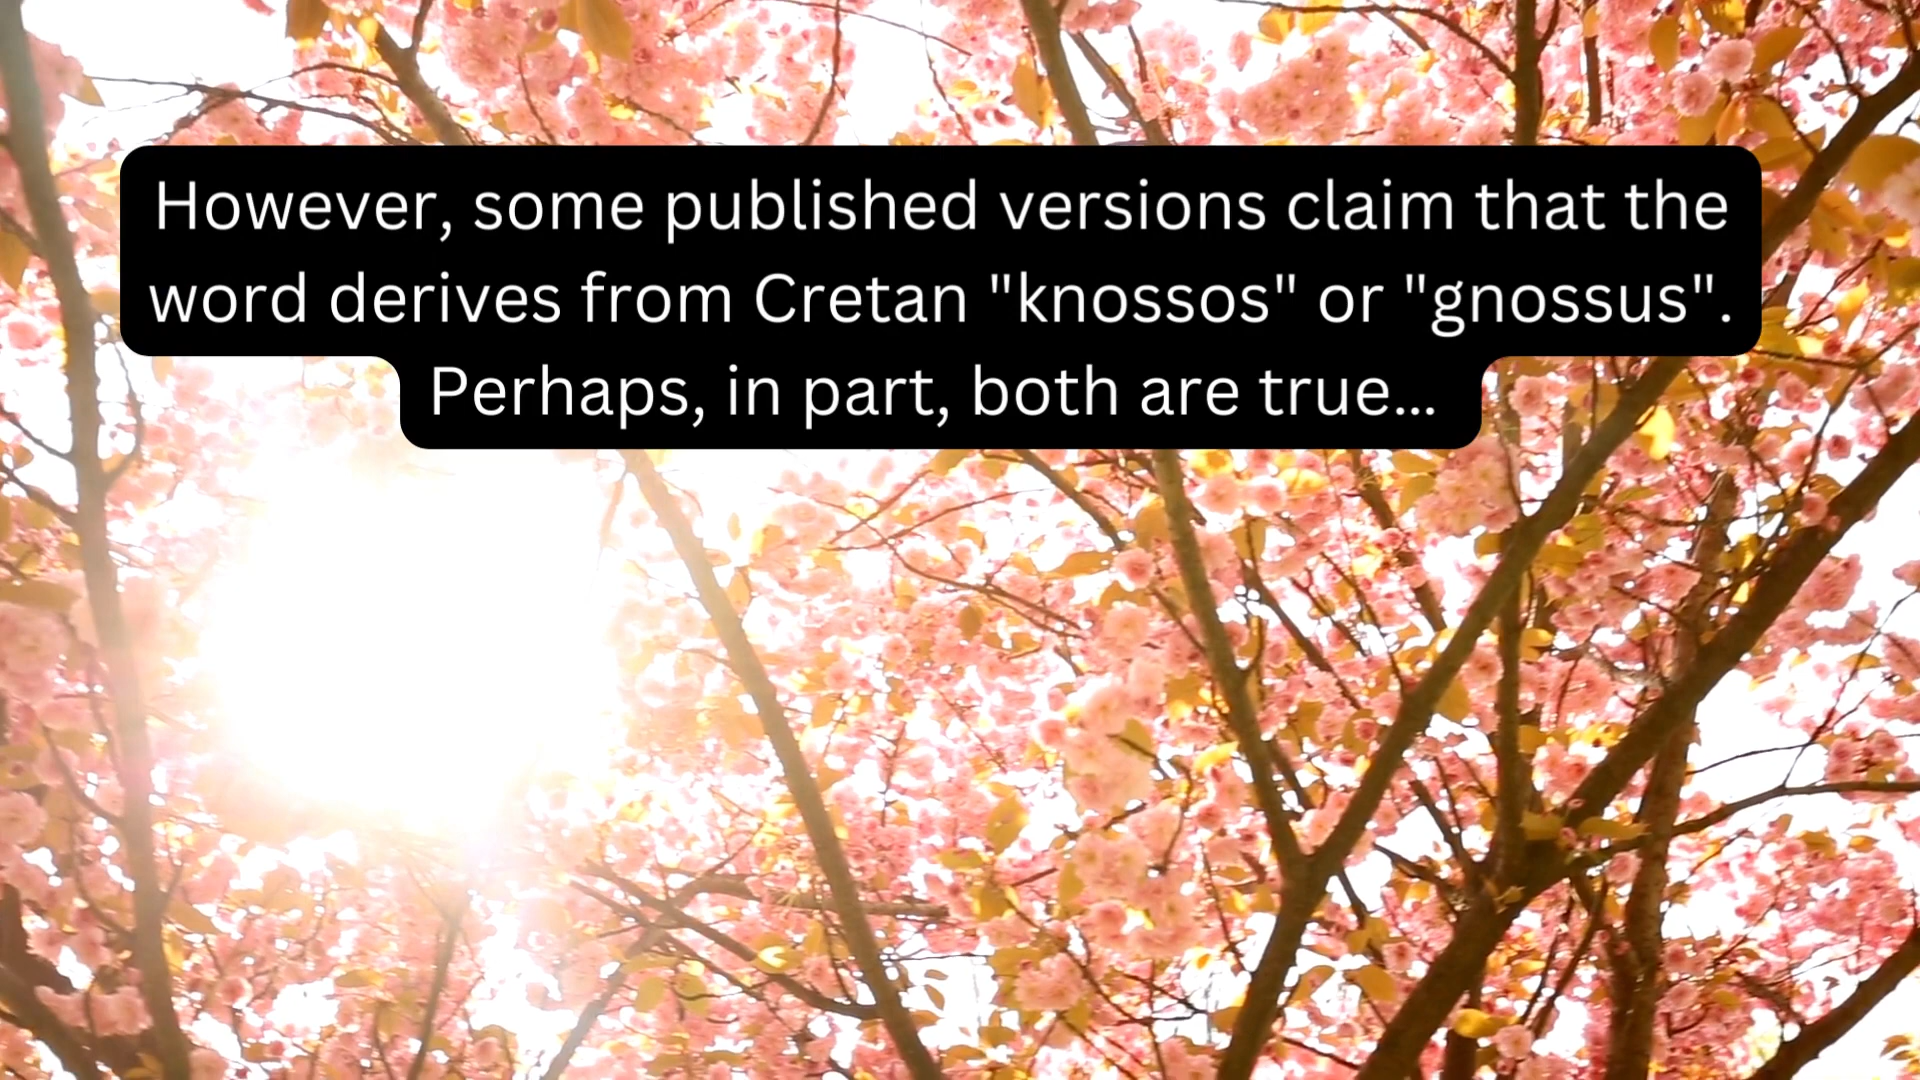 However, some published versions claim that the
word derives from Cretan "knossos" or "gnossus".
Perhaps, in part, both are true...